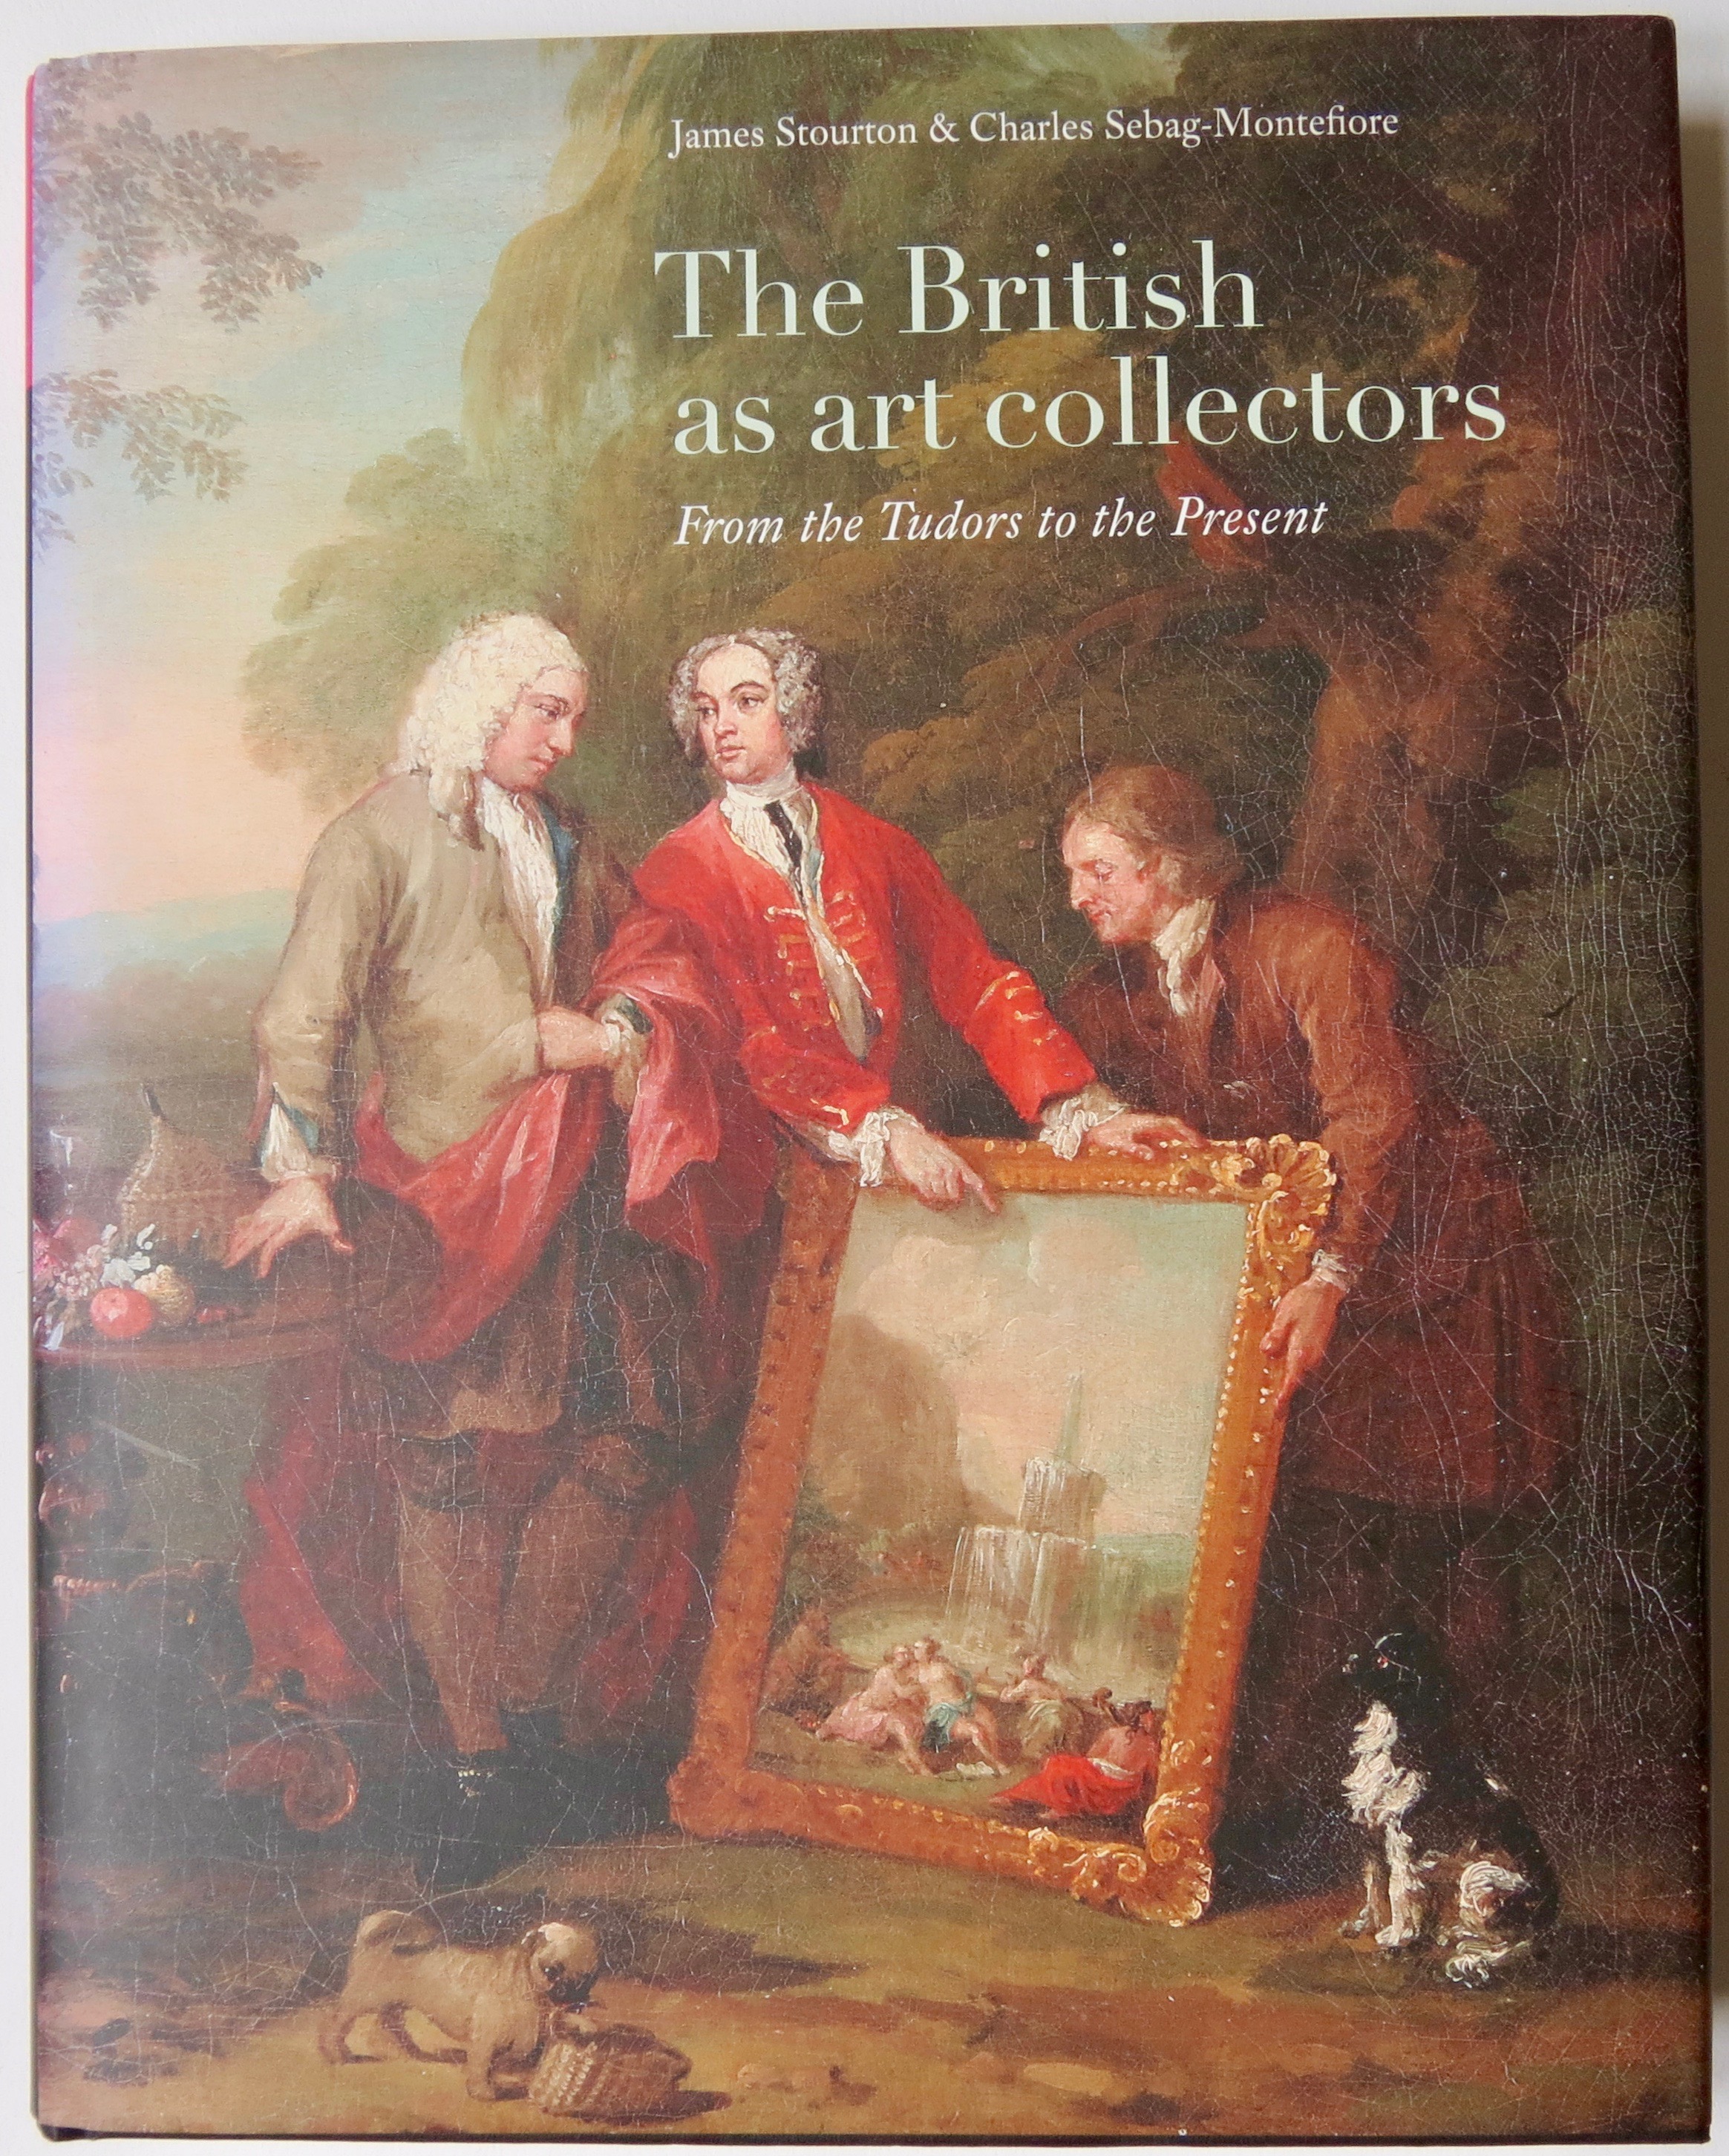 James Stourton & Charles Sebag-Montefiore
The British
as art collectors
From the Tudors to the Present